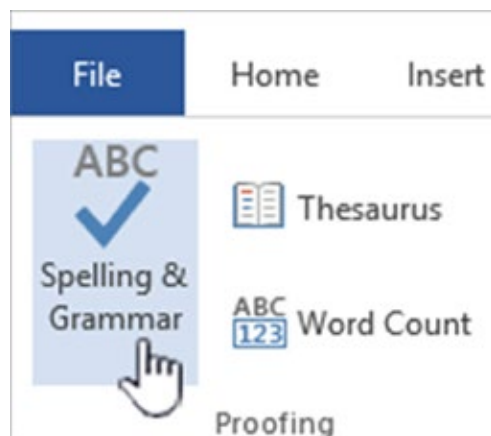 File Home Insert
ABC
Spelling &
Grammar
Thesaurus
ABC
123
Word Count
Proofing